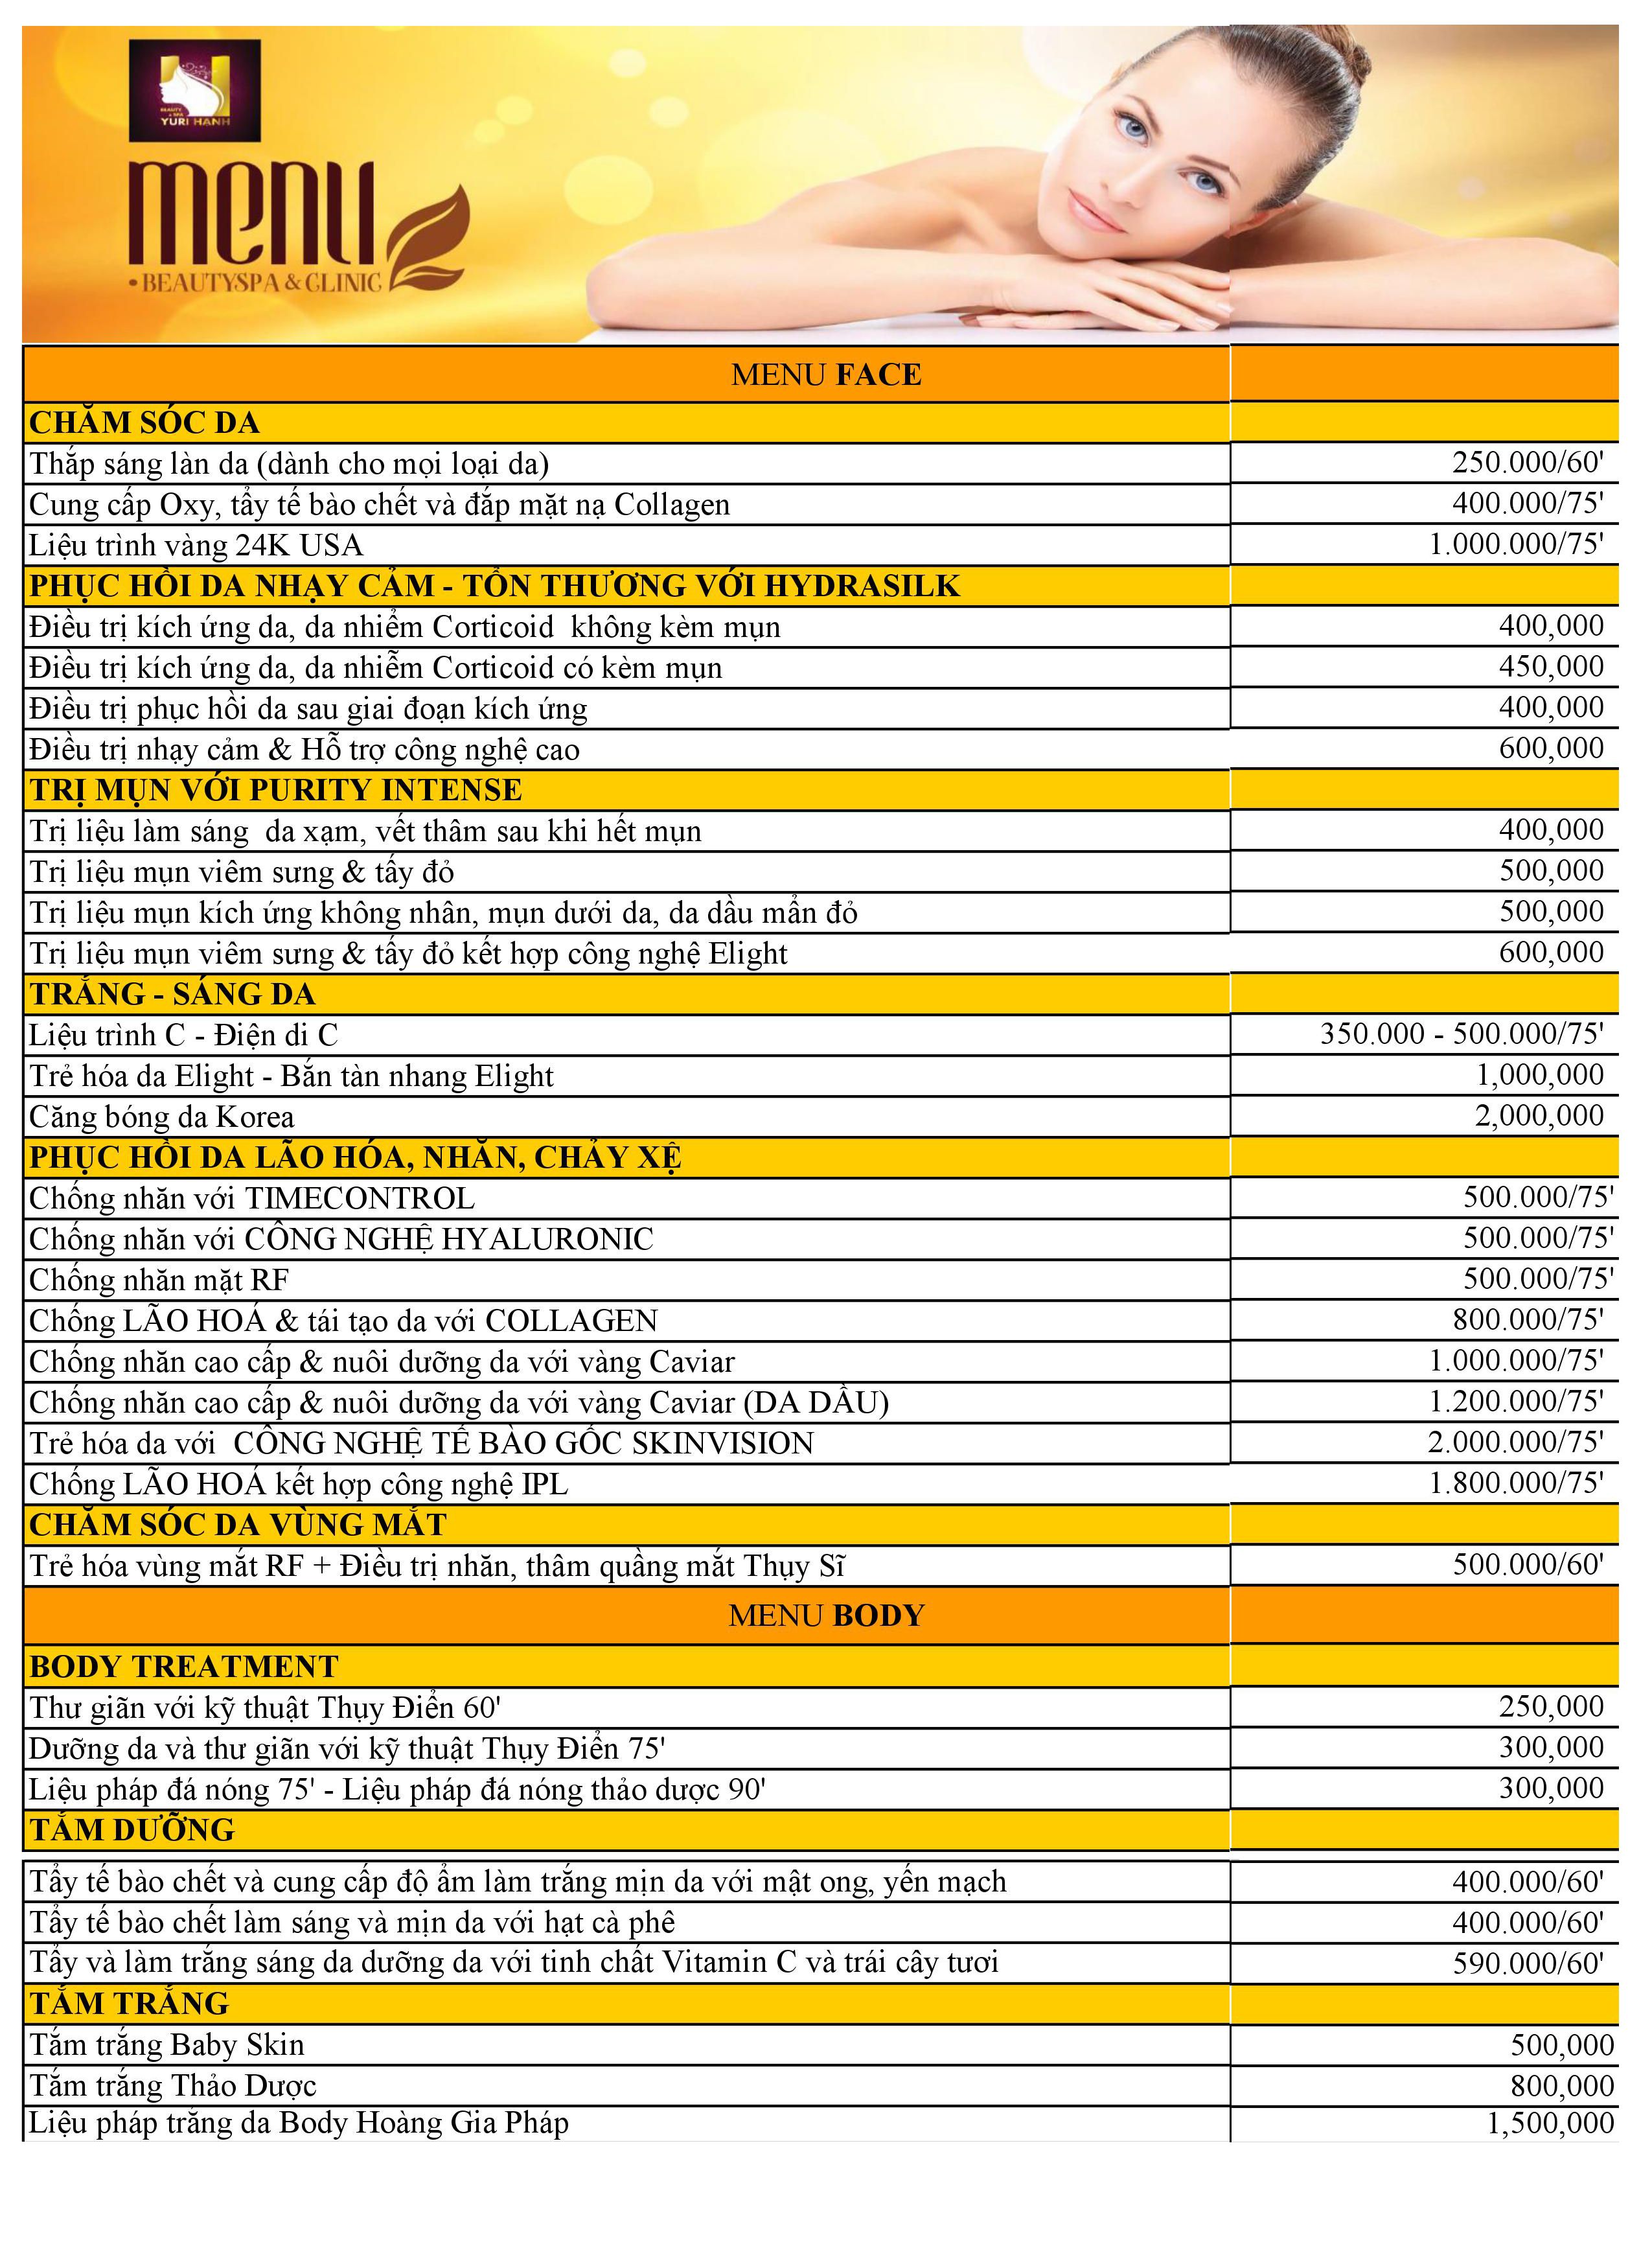 BEAUTY
& SPA
YURI HẠNH
menu
• BEAUTYSPA & CLINIC
MENU FACE
CHĂM SÓC DA
Thắp sáng làn da (dành cho mọi loại da) 250.000/60'
Cung cấp Oxy, tẩy tế bào chết và đắp mặt nạ Collagen 400.000/75'
Liệu trình vàng 24K USA 1.000.000/75'
PHỤC HỒI DA NHẠY CẢM - TỔN THƯƠNG VỚI HYDRASILK
Điều trị kích ứng da, da nhiễm Corticoid  không kèm mụn 400,000
Điều trị kích ứng da, da nhiễm Corticoid có kèm mụn 450,000
Điều trị phục hồi da sau giai đoạn kích ứng 400,000
Điều trị nhạy cảm & Hỗ trợ công nghệ cao 600,000
TRỊ MỤN VỚI PURITY INTENSE
Trị liệu làm sáng  da xạm, vết thâm sau khi hết mụn 400,000
Trị liệu mụn viêm sưng & tấy đỏ 500,000
Trị liệu mụn kích ứng không nhân, mụn dưới da, da dầu mẩn đỏ 500,000
Trị liệu mụn viêm sưng & tấy đỏ kết hợp công nghệ Elight 600,000
TRẮNG - SÁNG DA
Liệu trình C - Điện di C 350.000 - 500.000/75'
Trẻ hóa da Elight - Bắn tàn nhang Elight 1,000,000
Căng bóng da Korea 2,000,000
PHỤC HỒI DA LÃO HÓA, NHĂN, CHẢY XỆ
Chống nhăn với TIMECONTROL 500.000/75'
Chống nhăn với CÔNG NGHỆ HYALURONIC 500.000/75'
Chống nhăn mặt RF 500.000/75'
Chống LÃO HOÁ & tái tạo da với COLLAGEN 800.000/75'
Chống nhăn cao cấp & nuôi dưỡng da với vàng Caviar 1.000.000/75'
Chống nhăn cao cấp & nuôi dưỡng da với vàng Caviar (DA DẦU) 1.200.000/75'
Trẻ hóa da với  CÔNG NGHỆ TẾ BÀO GỐC SKINVISION 2.000.000/75'
Chống LÃO HOÁ kết hợp công nghệ IPL 1.800.000/75'
CHĂM SÓC DA VÙNG MẮT
Trẻ hóa vùng mắt RF + Điều trị nhăn, thâm quầng mắt Thụy Sĩ 500.000/60'
MENU BODY
BODY TREATMENT
Thư giãn với kỹ thuật Thụy Điển 60' 250,000
Dưỡng da và thư giãn với kỹ thuật Thụy Điển 75' 300,000
Liệu pháp đá nóng 75' - Liệu pháp đá nóng thảo dược 90' 300,000
TẮM DƯỠNG
Tẩy tế bào chết và cung cấp độ ẩm làm trắng mịn da với mật ong, yến mạch 400.000/60'
Tẩy tế bào chết làm sáng và mịn da với hạt cà phê 400.000/60'
Tẩy và làm trắng sáng da dưỡng da với tinh chất Vitamin C và trái cây tươi 590.000/60'
TẮM TRẮNG
Tắm trắng Baby Skin 500,000
Tắm trắng Thảo Dược 800,000
Liệu pháp trắng da Body Hoàng Gia Pháp 1,500,000